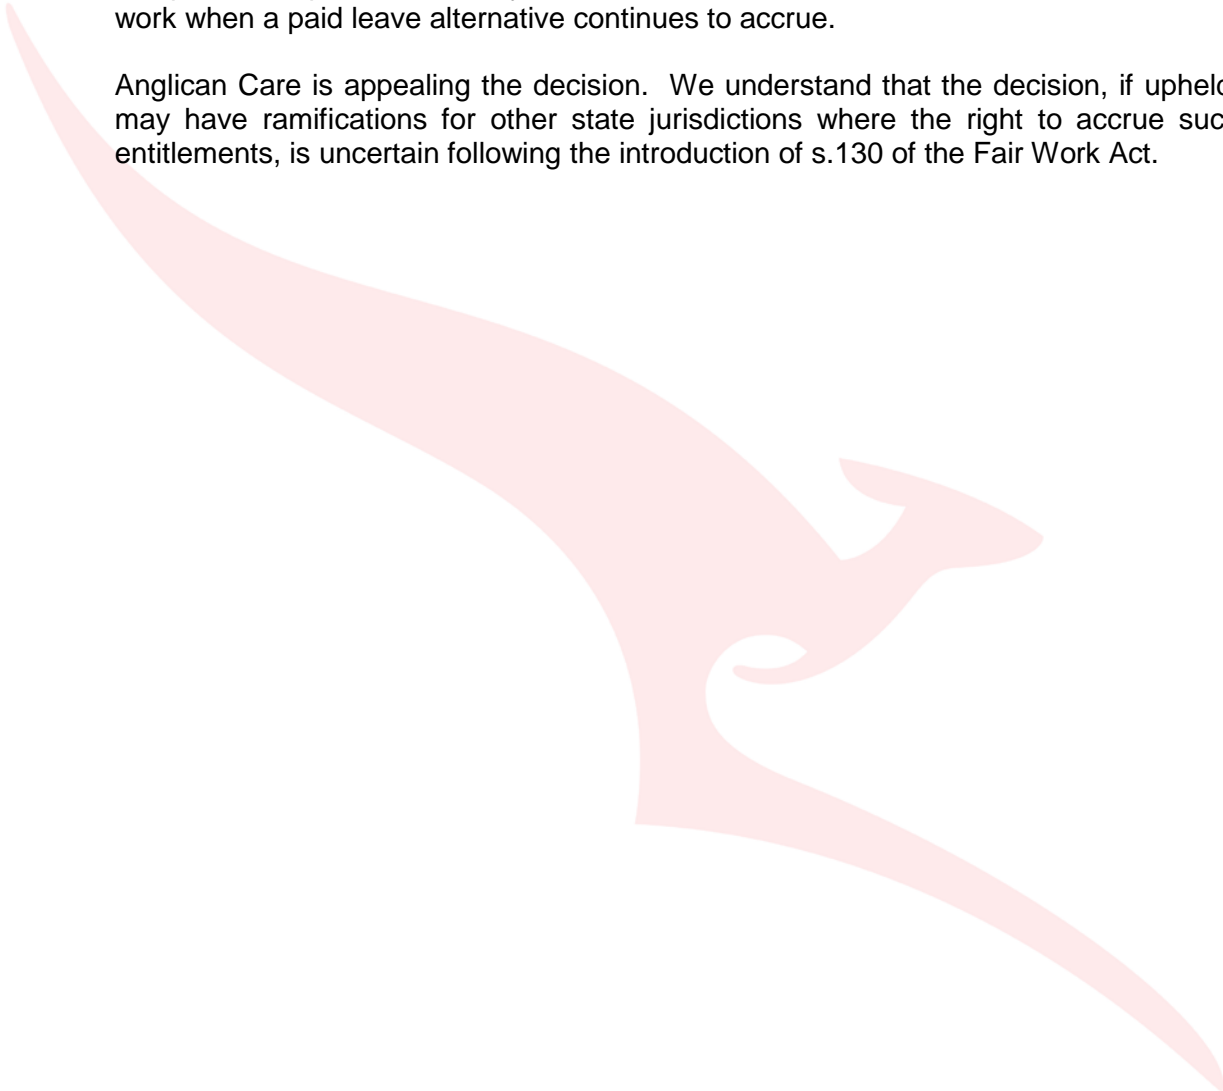 work when a paid leave alternative continues to accrue.
Anglican Care is appealing the decision. We understand that the decision, if upheld
may have ramifications for other state jurisdictions where the right to accrue suc
entitlements, is uncertain following the introduction of s.130 of the Fair Work Act.